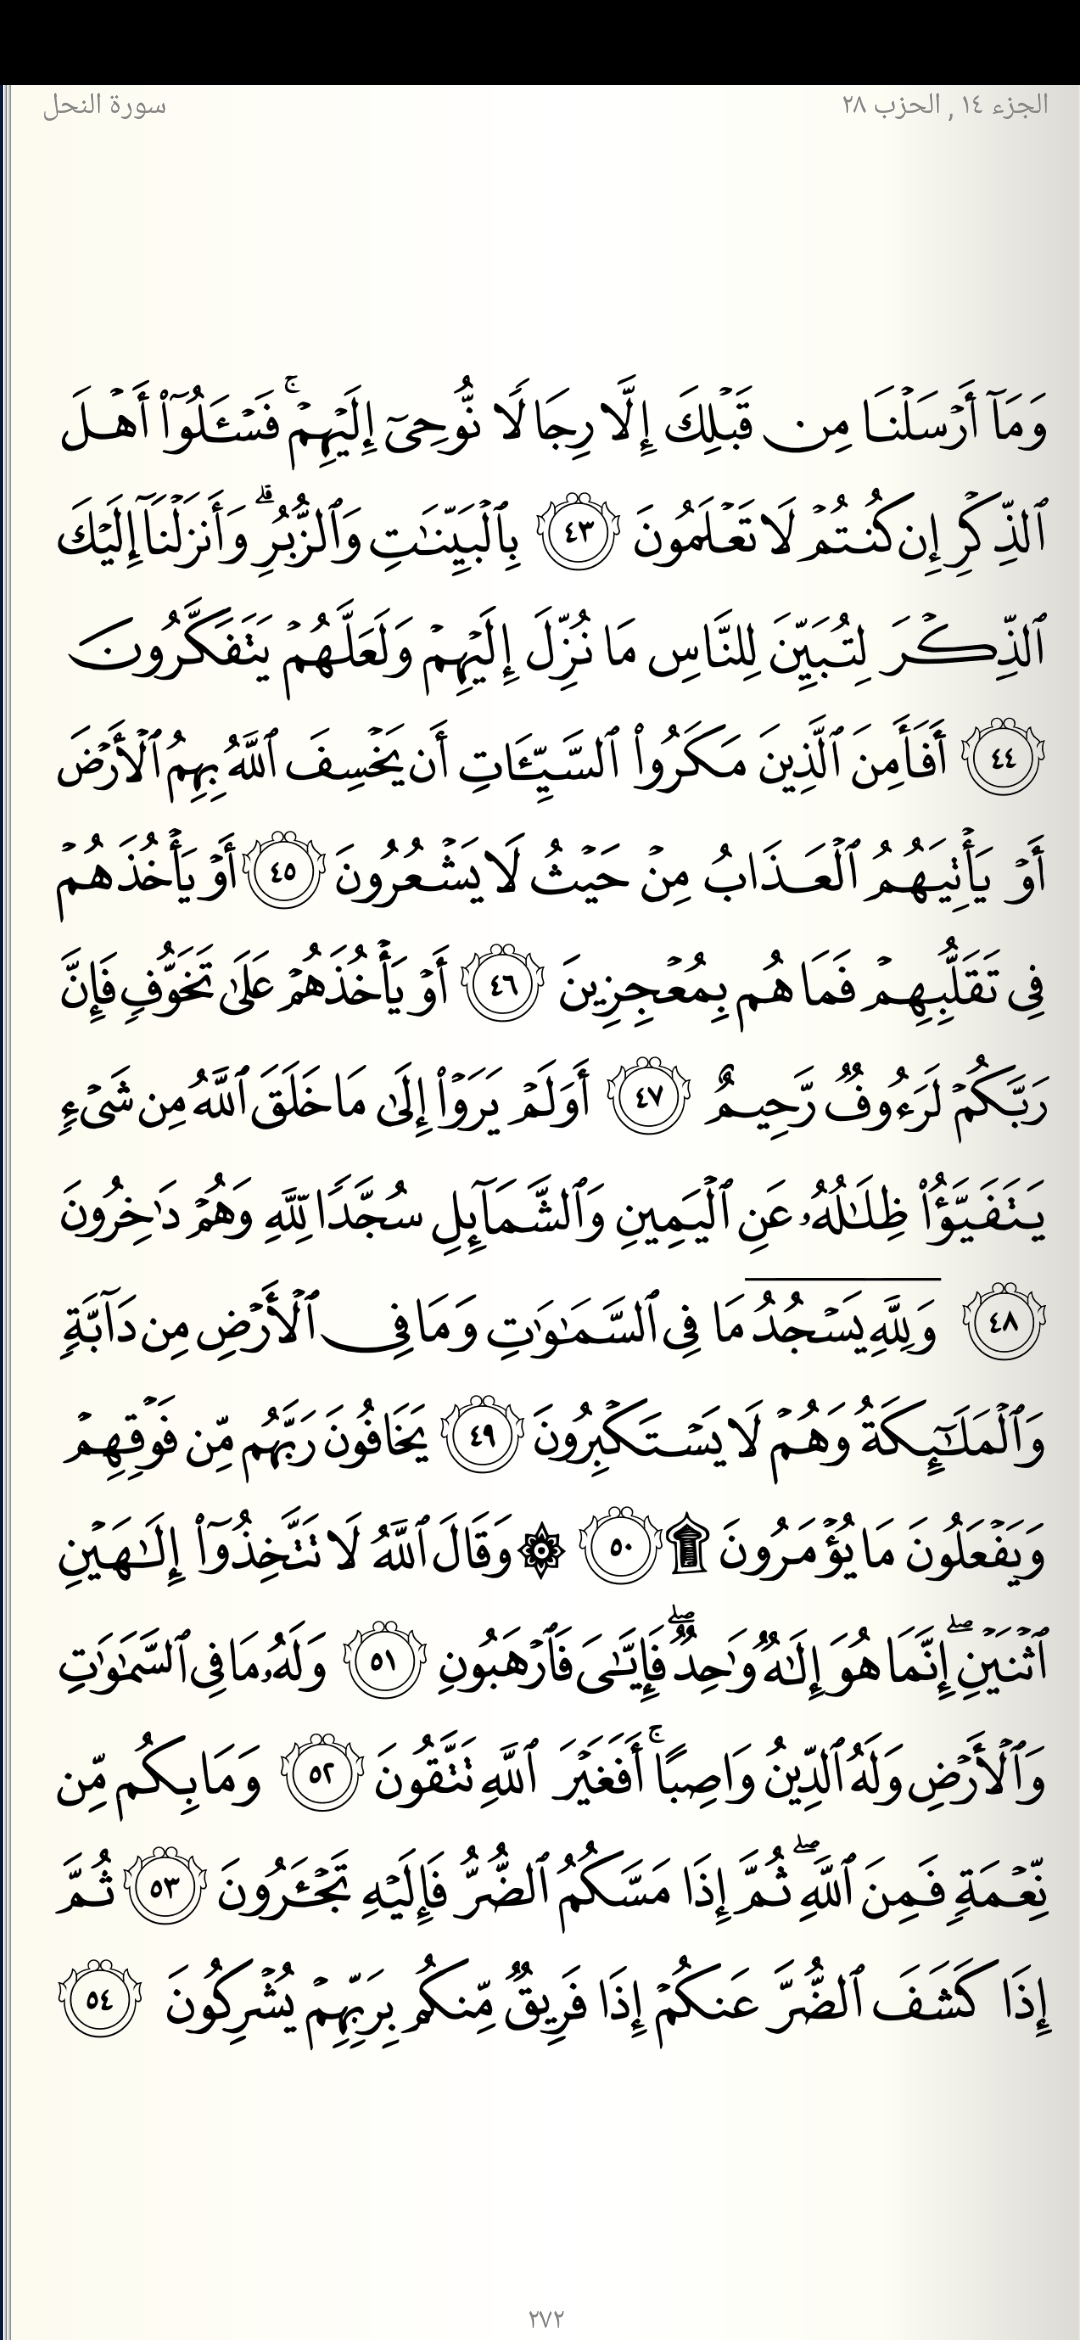 الجزء ١٤ , الحزب ٢٨
سورة النحل
وَمَآ أَرْسَلْنَا مِن قَبْلِكَ إِلَّا رِجَالًا نُّوحِىٓ إِلَيْهِمْ ۚ فَسْـَٔلُوٓا۟ أَهْلَ
ٱلذِّكْرِ إِن كُنتُمْ لَا تَعْلَمُونَ ٤٣ بِٱلْبَيِّنَـٰتِ وَٱلزُّبُرِ ۗ وَأَنزَلْنَآ إِلَيْكَ
ٱلذِّكْرَ لِتُبَيِّنَ لِلنَّاسِ مَا نُزِّلَ إِلَيْهِمْ وَلَعَلَّهُمْ يَتَفَكَّرُونَ
٤٤ أَفَأَمِنَ ٱلَّذِينَ مَكَرُوا۟ ٱلسَّيِّـَٔاتِ أَن يَخْسِفَ ٱللَّهُ بِهِمُ ٱلْأَرْضَ
أَوْ يَأْتِيَهُمُ ٱلْعَذَابُ مِنْ حَيْثُ لَا يَشْعُرُونَ ٤٥ أَوْ يَأْخُذَهُمْ
فِى تَقَلُّبِهِمْ فَمَا هُم بِمُعْجِزِينَ ٤٦ أَوْ يَأْخُذَهُمْ عَلَىٰ تَخَوُّفٍ فَإِنَّ
رَبَّكُمْ لَرَءُوفٌ رَّحِيمٌ ٤٧ أَوَلَمْ يَرَوْا۟ إِلَىٰ مَا خَلَقَ ٱللَّهُ مِن شَىْءٍ
يَتَفَيَّؤُا۟ ظِلَـٰلُهُۥ عَنِ ٱلْيَمِينِ وَٱلشَّمَآئِلِ سُجَّدًا لِّلَّهِ وَهُمْ دَٰخِرُونَ
٤٨ وَلِلَّهِ يَسْجُدُ مَا فِى ٱلسَّمَـٰوَٰتِ وَمَا فِى ٱلْأَرْضِ مِن دَآبَّةٍ
وَٱلْمَلَـٰٓئِكَةُ وَهُمْ لَا يَسْتَكْبِرُونَ ٤٩ يَخَافُونَ رَبَّهُم مِّن فَوْقِهِمْ
وَيَفْعَلُونَ مَا يُؤْمَرُونَ ۩ ٥٠ ۞ وَقَالَ ٱللَّهُ لَا تَتَّخِذُوٓا۟ إِلَـٰهَيْنِ
ٱثْنَيْنِ ۖ إِنَّمَا هُوَ إِلَـٰهٌ وَٰحِدٌ ۖ فَإِيَّـٰىَ فَٱرْهَبُونِ ٥١ وَلَهُۥ مَا فِى ٱلسَّمَـٰوَٰتِ
وَٱلْأَرْضِ وَلَهُ ٱلدِّينُ وَاصِبًا ۚ أَفَغَيْرَ ٱللَّهِ تَتَّقُونَ ٥٢ وَمَا بِكُم مِّن
نِّعْمَةٍ فَمِنَ ٱللَّهِ ۖ ثُمَّ إِذَا مَسَّكُمُ ٱلضُّرُّ فَإِلَيْهِ تَجْـَٔرُونَ ٥٣ ثُمَّ
إِذَا كَشَفَ ٱلضُّرَّ عَنكُمْ إِذَا فَرِيقٌ مِّنكُم بِرَبِّهِمْ يُشْرِكُونَ ٥٤
٢٧٢